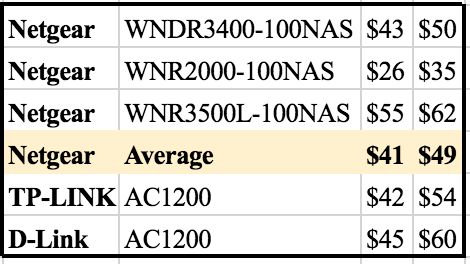 Netgear WNDR3400-100NAS $43 $50
Netgear WNR2000-100NAS $26 $35
Netgear WNR3500L-100NAS $55 $62
Netgear Average $41 $49
TP-LINK AC1200 $42 $54
D-Link AC1200 $45 $60